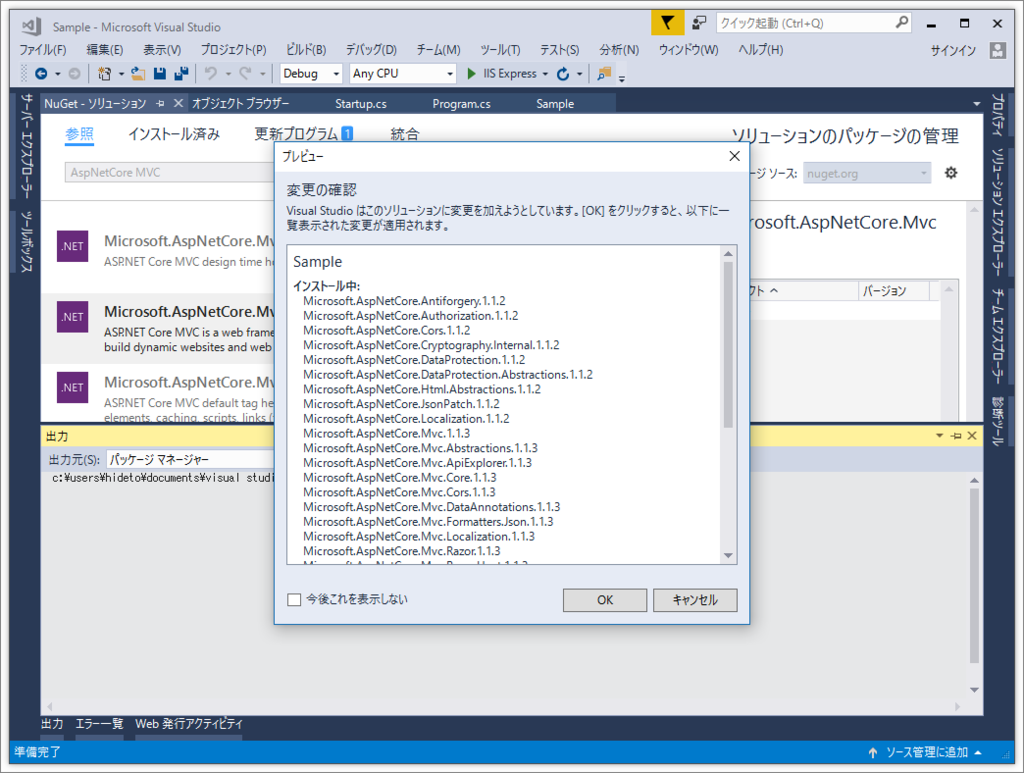 Sample - Microsoft Visual Studio
クイック起動 (Ctrl+Q)
ファイル(F) 編集(E) 表示(V) プロジェクト(P) ビルド(B) デバッグ(D) チーム(M) ツール(T) テスト(S) 分析(N) ウィンドウ(W) ヘルプ(H) サインイン
Debug Any CPU IIS Express
サーバー エクスプローラー
ツールボックス
NuGet - ソリューション オブジェクト ブラウザー Startup.cs Program.cs Sample
参照 インストール済み 更新プログラム 1 統合 ソリューションのパッケージの管理
AspNetCore MVC
ージ ソース: nuget.org
Microsoft.AspNetCore.Mv
ASP.NET Core MVC design time he
.NET
Microsoft.AspNetCore.Mv
ASP.NET Core MVC is a web frame
build dynamic websites and web
.NET
Microsoft.AspNetCore.Mv
ASP.NET Core MVC default tag he
elements, caching, scripts, links (
.NET
rosoft.AspNetCore.Mvc
クト バージョン
プレビュー
変更の確認
Visual Studio はこのソリューションに変更を加えようとしています。[OK] をクリックすると、以下に一
覧表示された変更が適用されます。
Sample
インストール中:
Microsoft.AspNetCore.Antiforgery.1.1.2
Microsoft.AspNetCore.Authorization.1.1.2
Microsoft.AspNetCore.Cors.1.1.2
Microsoft.AspNetCore.Cryptography.Internal.1.1.2
Microsoft.AspNetCore.DataProtection.1.1.2
Microsoft.AspNetCore.DataProtection.Abstractions.1.1.2
Microsoft.AspNetCore.Html.Abstractions.1.1.2
Microsoft.AspNetCore.JsonPatch.1.1.2
Microsoft.AspNetCore.Localization.1.1.2
Microsoft.AspNetCore.Mvc.1.1.3
Microsoft.AspNetCore.Mvc.Abstractions.1.1.3
Microsoft.AspNetCore.Mvc.ApiExplorer.1.1.3
Microsoft.AspNetCore.Mvc.Core.1.1.3
Microsoft.AspNetCore.Mvc.Cors.1.1.3
Microsoft.AspNetCore.Mvc.DataAnnotations.1.1.3
Microsoft.AspNetCore.Mvc.Formatters.Json.1.1.3
Microsoft.AspNetCore.Mvc.Localization.1.1.3
Microsoft.AspNetCore.Mvc.Razor.1.1.3
今後これを表示しない
OK キャンセル
プロパティ
ソリューション エクスプローラー
チーム エクスプローラー
診断ツール
出力
出力元(S): パッケージ マネージャー
c:¥users¥hideto¥documents¥visual studi
出力 エラー一覧 Web 発行アクティビティ
準備完了 ソース管理に追加